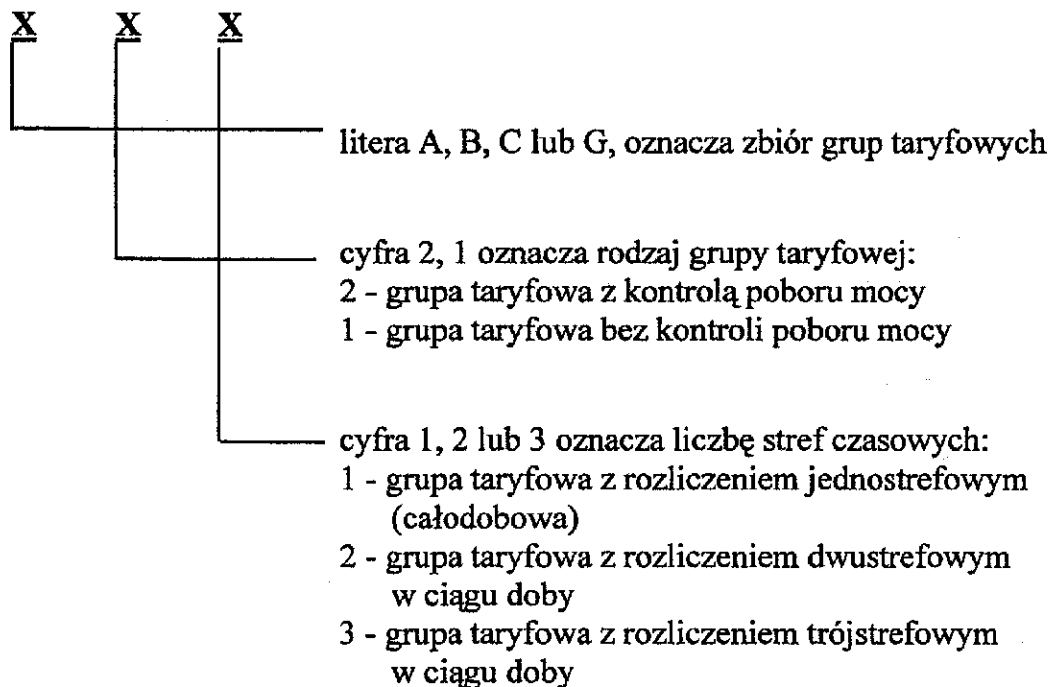 X X X
litera A, B, C lub G, oznacza zbiór grup taryfowych
cyfra 2, 1 oznacza rodzaj grupy taryfowej:
2 - grupa taryfowa z kontrolą poboru mocy
1 - grupa taryfowa bez kontroli poboru mocy
cyfra 1, 2 lub 3 oznacza liczbę stref czasowych:
1 - grupa taryfowa z rozliczeniem jednostrefowym
(całodobowa)
2 - grupa taryfowa z rozliczeniem dwustrefowym
w ciągu doby
3 - grupa taryfowa z rozliczeniem trójstrefowym
w ciągu doby